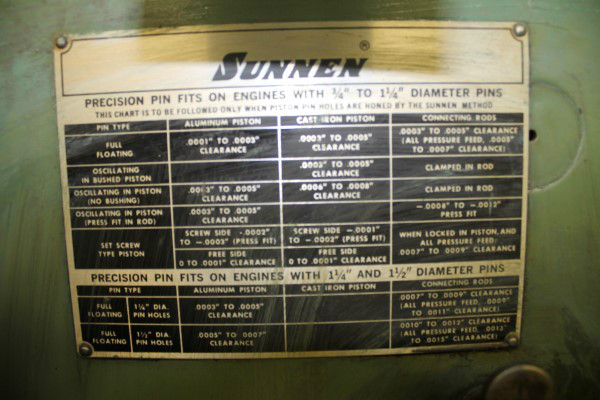 SUNNEN ®
PRECISION PIN FITS ON ENGINES WITH ¾" TO 1¼" DIAMETER PINS
THIS CHART IS TO BE FOLLOWED ONLY WHEN PISTON PIN HOLES ARE HONED BY THE SUNNEN METHOD
PIN TYPE ALUMINUM PISTON CAST IRON PISTON CONNECTING RODS
FULL FLOATING
.0001" TO .0003" CLEARANCE
.0003" TO .0005" CLEARANCE
.0003" TO .0005" CLEARANCE
(ALL PRESSURE FEED, .0005"
TO .0007" CLEARANCE)
OSCILLATING
IN BUSHED PISTON
.0003" TO .0005" CLEARANCE
CLAMPED IN ROD
OSCILLATING IN PISTON
(NO BUSHING)
TO .0005" CLEARANCE
.0006" TO .0008" CLEARANCE
CLAMPED IN ROD
OSCILLATING IN PISTON
(PRESS FIT IN ROD)
.0003" TO .0005" CLEARANCE
PRESS FIT
SET SCREW
TYPE PISTON
SCREW SIDE -.0002"
TO -.0003" (PRESS FIT)
SCREW SIDE -.0001"
TO -.0002" (PRESS FIT)
WHEN LOCKED IN PISTON, AND
ALL PRESSURE FEED:
.0007" TO .0009" CLEARANCE
FREE SIDE
0 TO .0001" CLEARANCE
FREE SIDE
0 TO .0001" CLEARANCE
PRECISION PIN FITS ON ENGINES WITH 1¼" AND 1½" DIAMETER PINS
PIN TYPE ALUMINUM PISTON CAST IRON PISTON CONNECTING RODS
FULL FLOATING
1¼" DIA.
PIN HOLES
.0003" TO .0005"
CLEARANCE
.0007" TO .0009" CLEARANCE
(ALL PRESSURE FEED, .0009"
TO .0011" CLEARANCE)
FULL FLOATING
1½" DIA.
PIN HOLES
.0005" TO .0007"
CLEARANCE
.0010" TO .0013" CLEARANCE
(ALL PRESSURE FEED, .0013"
TO .0015" CLEARANCE)